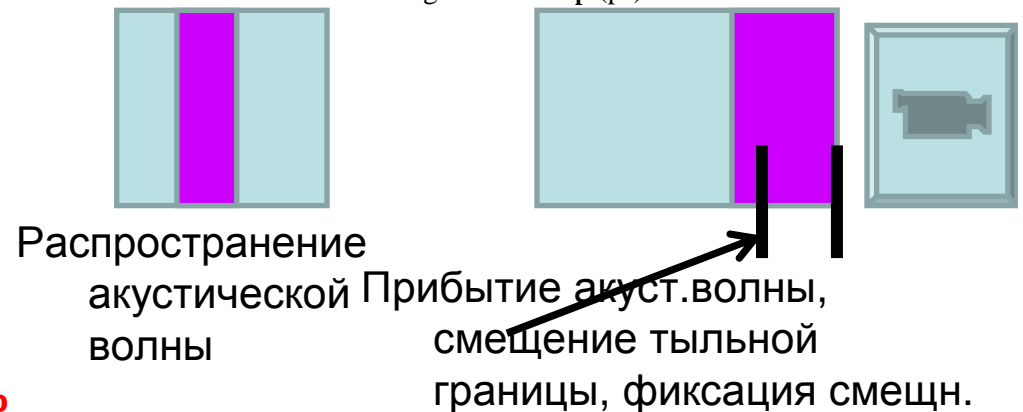 Распространение
акустической
волны
Прибытие акуст.волны,
смещение тыльной
границы, фиксация смещн.